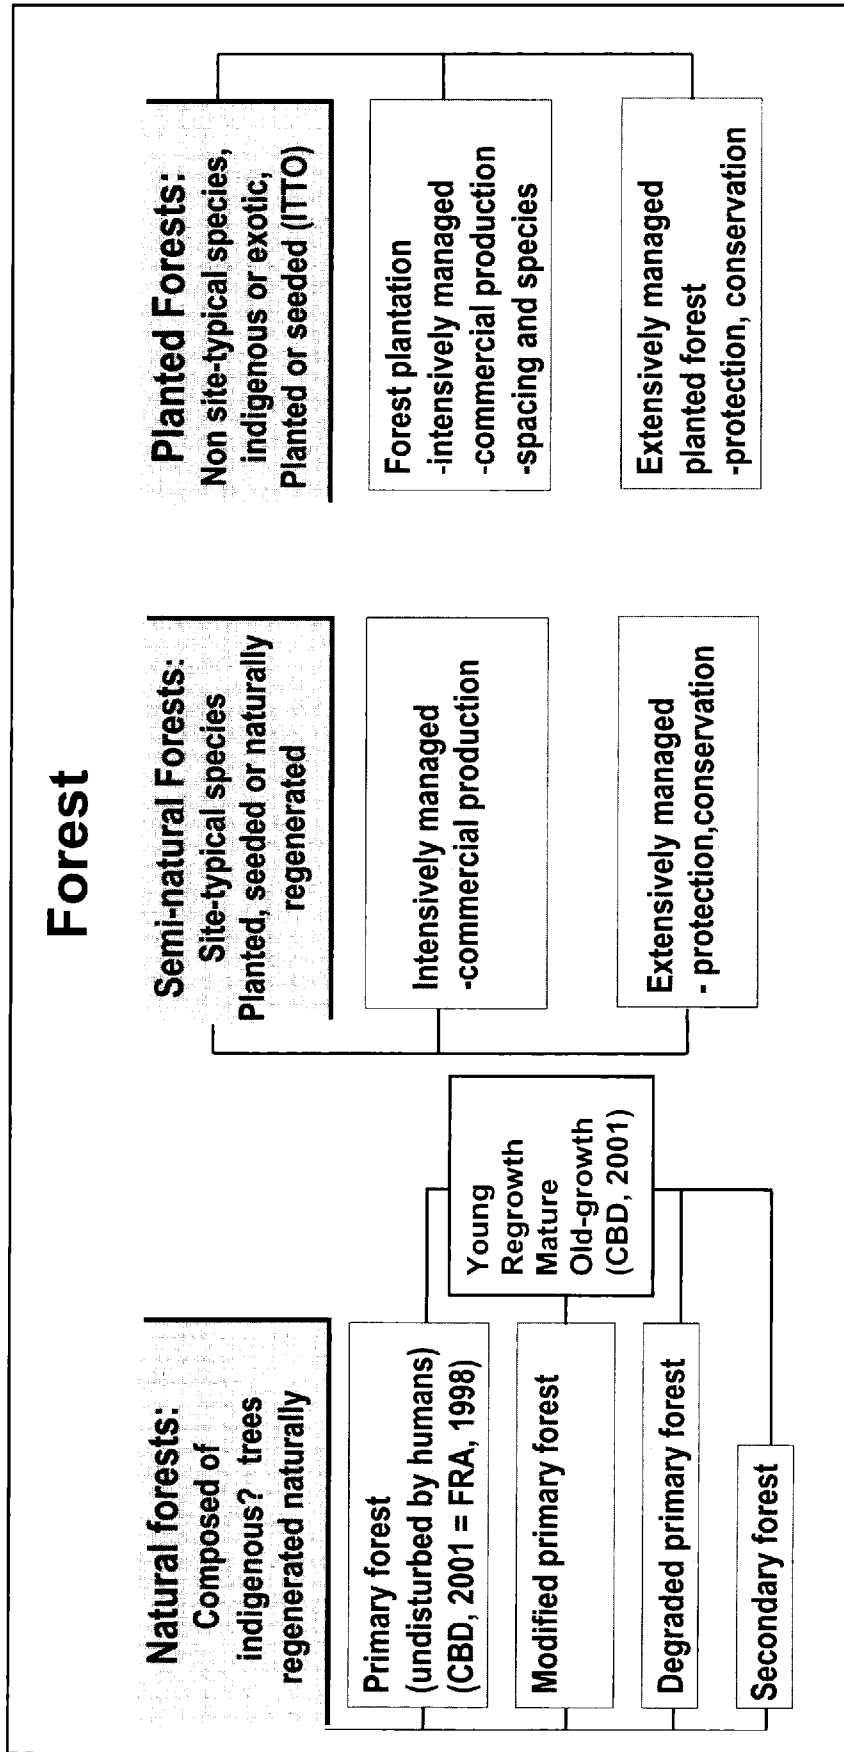 Forest
Natural forests:
Composed of
indigenous? trees
regenerated naturally
Primary forest
(undisturbed by humans)
(CBD, 2001 = FRA, 1998)
Modified primary forest
Degraded primary forest
Secondary forest
Young
Regrowth
Mature
Old-growth
(CBD, 2001)
Semi-natural Forests:
Site-typical species
Planted, seeded or naturally
regenerated
Intensively managed
-commercial production
Extensively managed
- protection,conservation
Planted Forests:
Non site-typical species,
indigenous or exotic,
Planted or seeded (ITTO)
Forest plantation
-intensively managed
-commercial production
-spacing and species
Extensively managed
planted forest
-protection, conservation